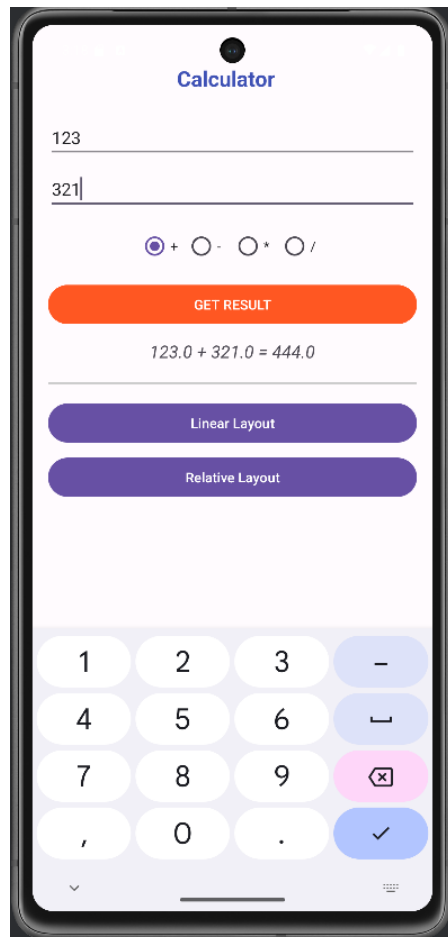 Calculator
123
321
+ - * /
GET RESULT
123.0 + 321.0 = 444.0
Linear Layout
Relative Layout
1 2 3 –
4 5 6
7 8 9
, 0 .